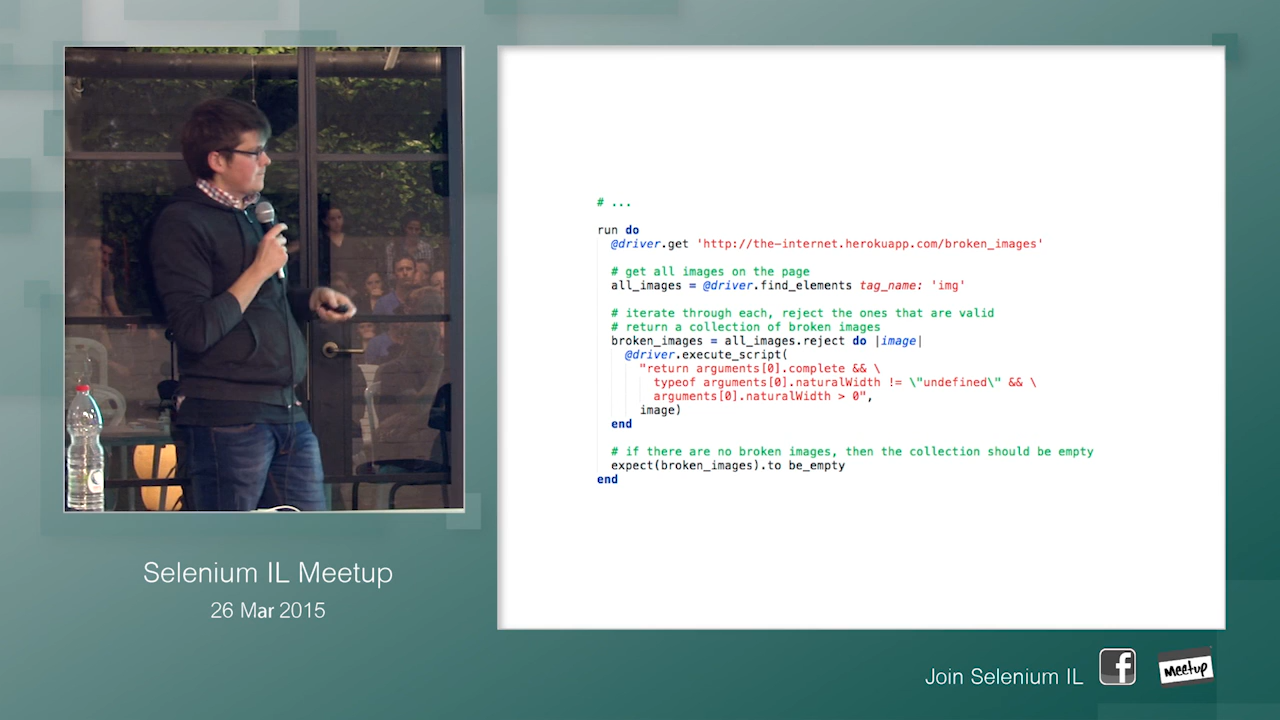 # ...
run do
@driver.get 'http://the-internet.herokuapp.com/broken_images'
# get all images on the page
all_images = @driver.find_elements tag_name: 'img'
# iterate through each, reject the ones that are valid
# return a collection of broken images
broken_images = all_images.reject do |image|
@driver.execute_script(
"return arguments[0].complete && \
typeof arguments[0].naturalWidth != \"undefined\" && \
arguments[0].naturalWidth > 0",
image)
end
# if there are no broken images, then the collection should be empty
expect(broken_images).to be_empty
end
Selenium IL Meetup
26 Mar 2015
Join Selenium IL
f
Meetup